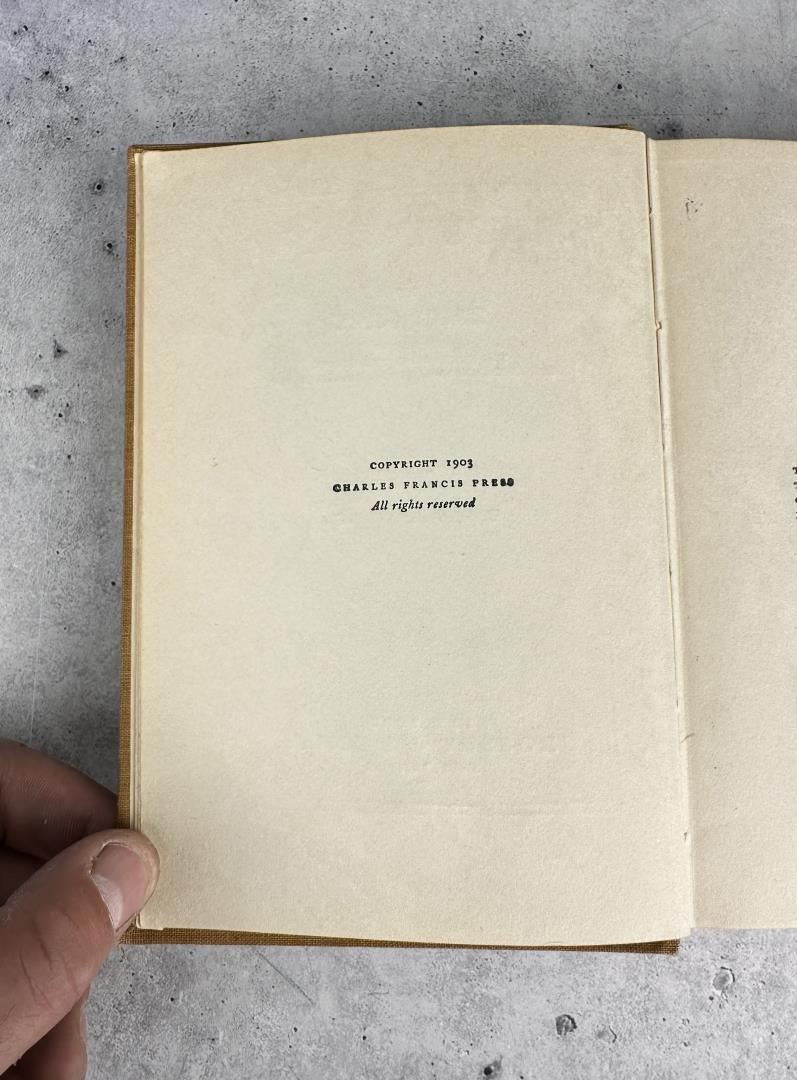 COPYRIGHT 1903
CHARLES FRANCIS PRESS
All rights reserved